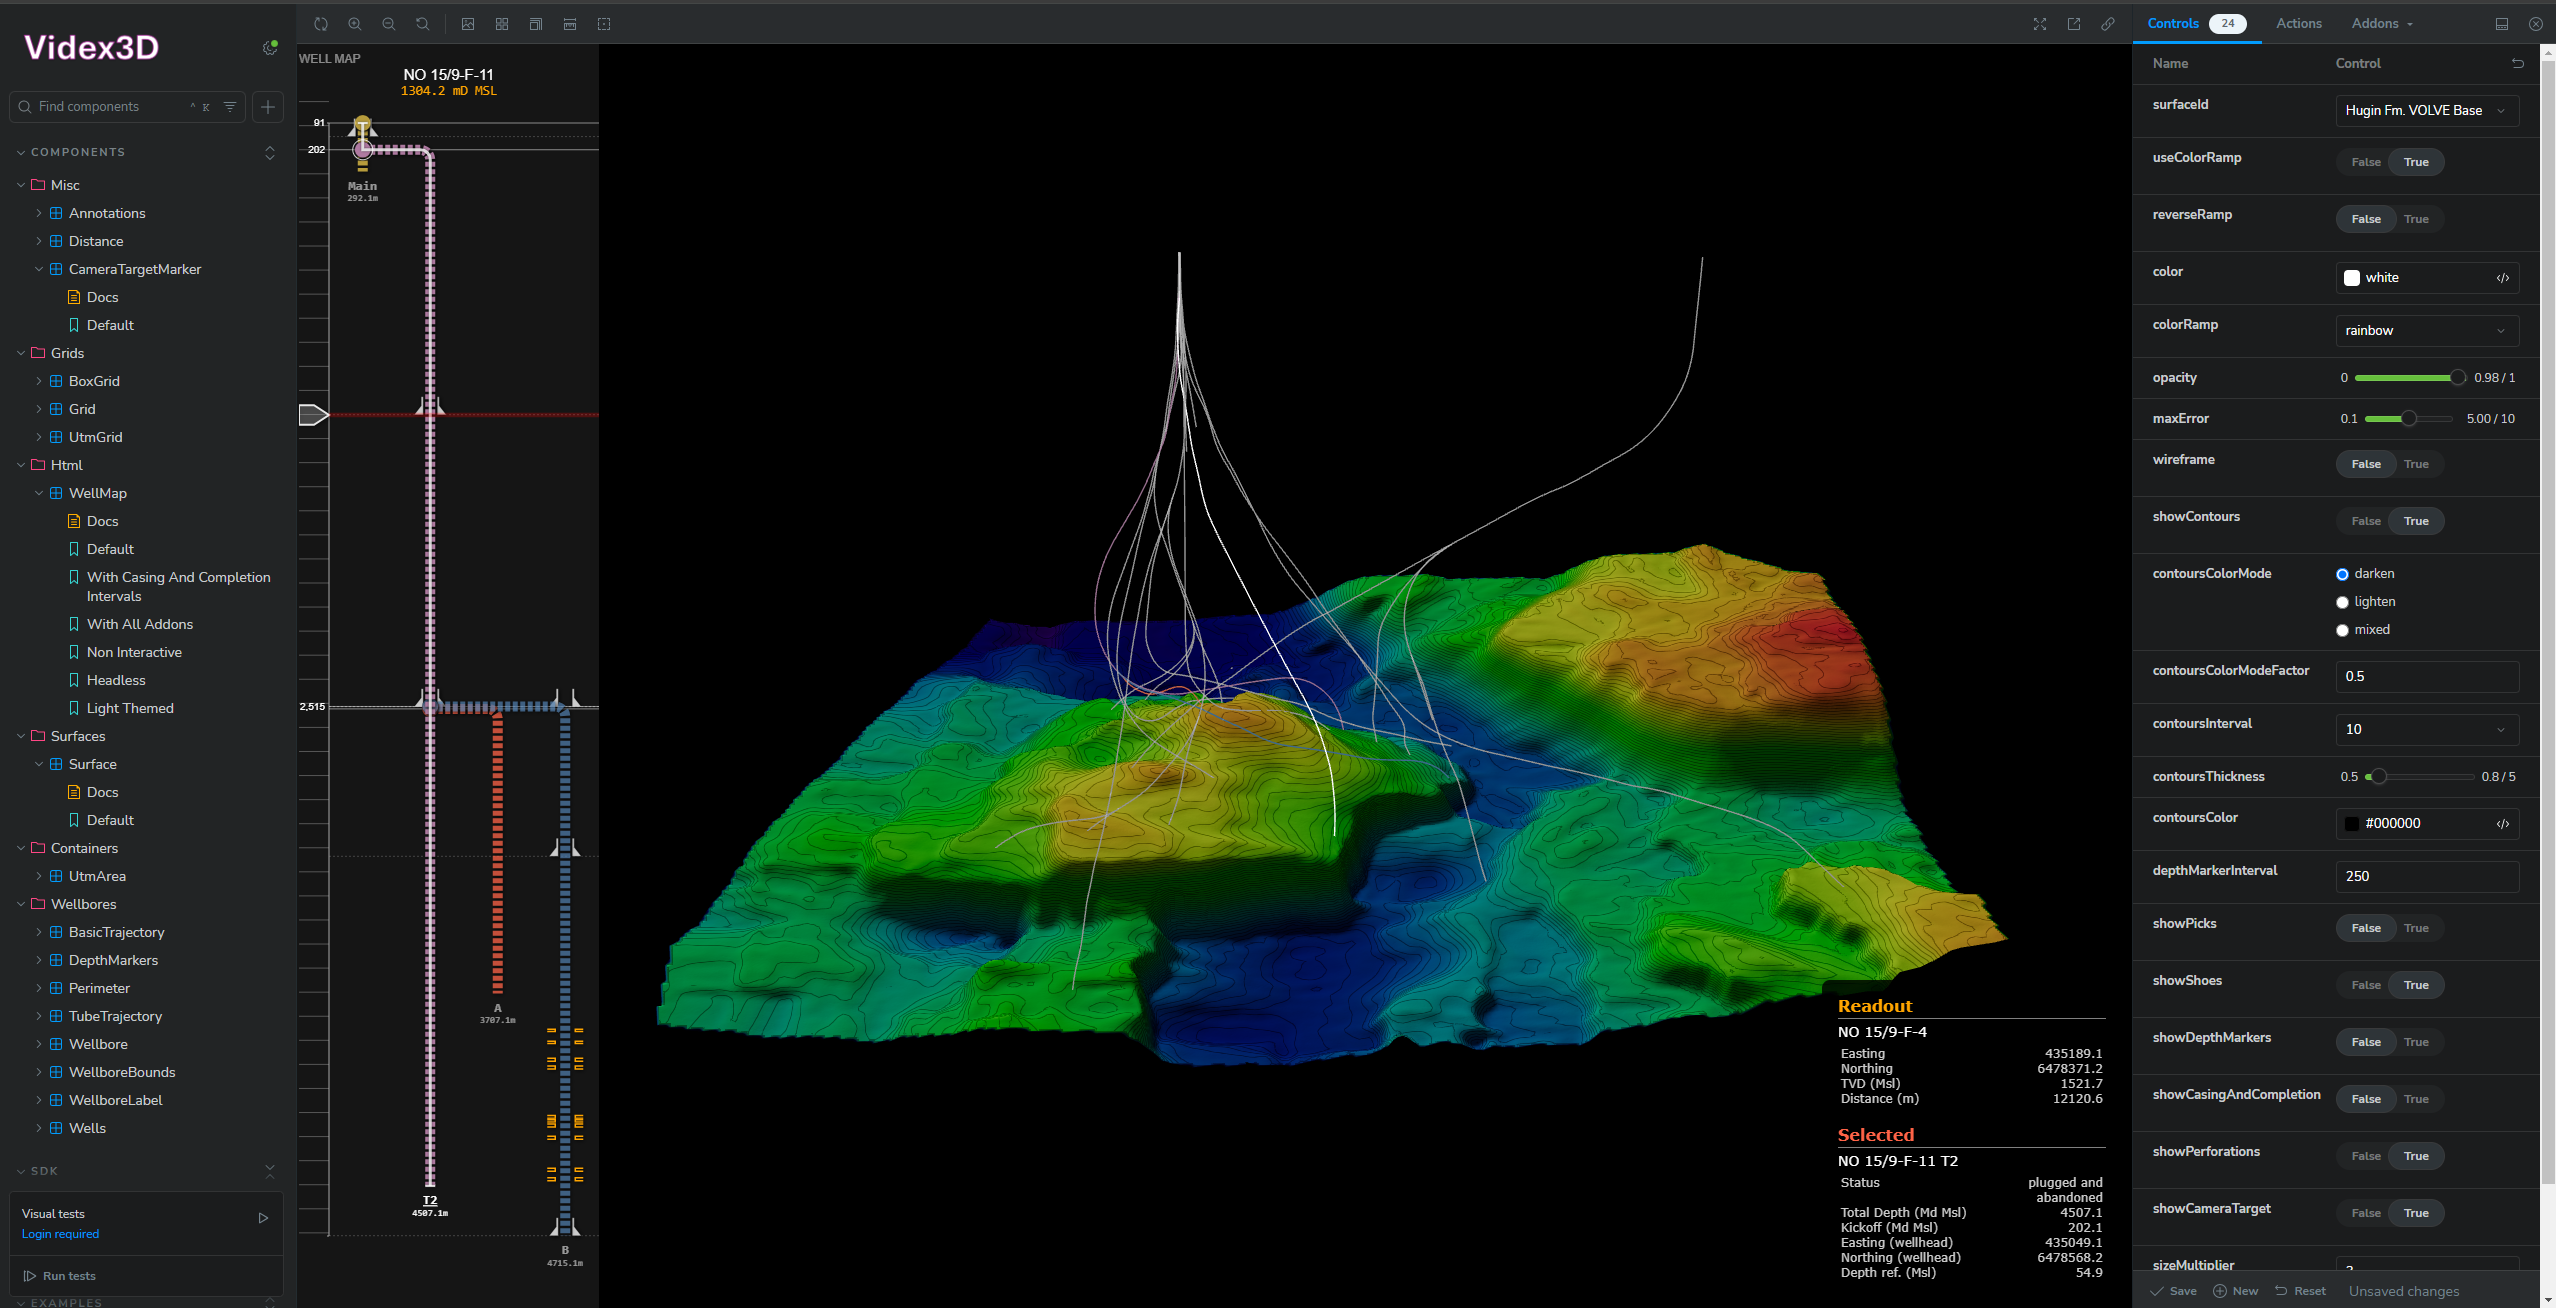 Videx3D
Find components
^ K
COMPONENTS
Misc
Annotations
Distance
CameraTargetMarker
Docs
Default
Grids
BoxGrid
Grid
UtmGrid
Html
WellMap
Docs
Default
With Casing And Completion
Intervals
With All Addons
Non Interactive
Headless
Light Themed
Surfaces
Surface
Docs
Default
Containers
UtmArea
Wellbores
BasicTrajectory
DepthMarkers
Perimeter
TubeTrajectory
Wellbore
WellboreBounds
WellboreLabel
Wells
SDK
Visual tests
Login required
Run tests
EXAMPLES
WELL MAP
NO 15/9-F-11
1304.2 mD MSL
91
202
Main
292.1m
2,515
A
3707.1m
T2
4507.1m
B
4715.1m
Readout
NO 15/9-F-4
Easting 435189.1
Northing 6478371.2
TVD (Msl) 1521.7
Distance (m) 12120.6
Selected
NO 15/9-F-11 T2
Status plugged and
abandoned
Total Depth (Md Msl) 4507.1
Kickoff (Md Msl) 202.1
Easting (wellhead) 435049.1
Northing (wellhead) 6478568.2
Depth ref. (Msl) 54.9
Controls 24 Actions Addons
Name Control
surfaceId Hugin Fm. VOLVE Base
useColorRamp False True
reverseRamp False True
color white
colorRamp rainbow
opacity 0 0.98 / 1
maxError 0.1 5.00 / 10
wireframe False True
showContours False True
contoursColorMode darken
lighten
mixed
contoursColorModeFactor 0.5
contoursInterval 10
contoursThickness 0.5 0.8 / 5
contoursColor #000000
depthMarkerInterval 250
showPicks False True
showShoes False True
showDepthMarkers False True
showCasingAndCompletion False True
showPerforations False True
showCameraTarget False True
sizeMultiplier
Save New Reset Unsaved changes